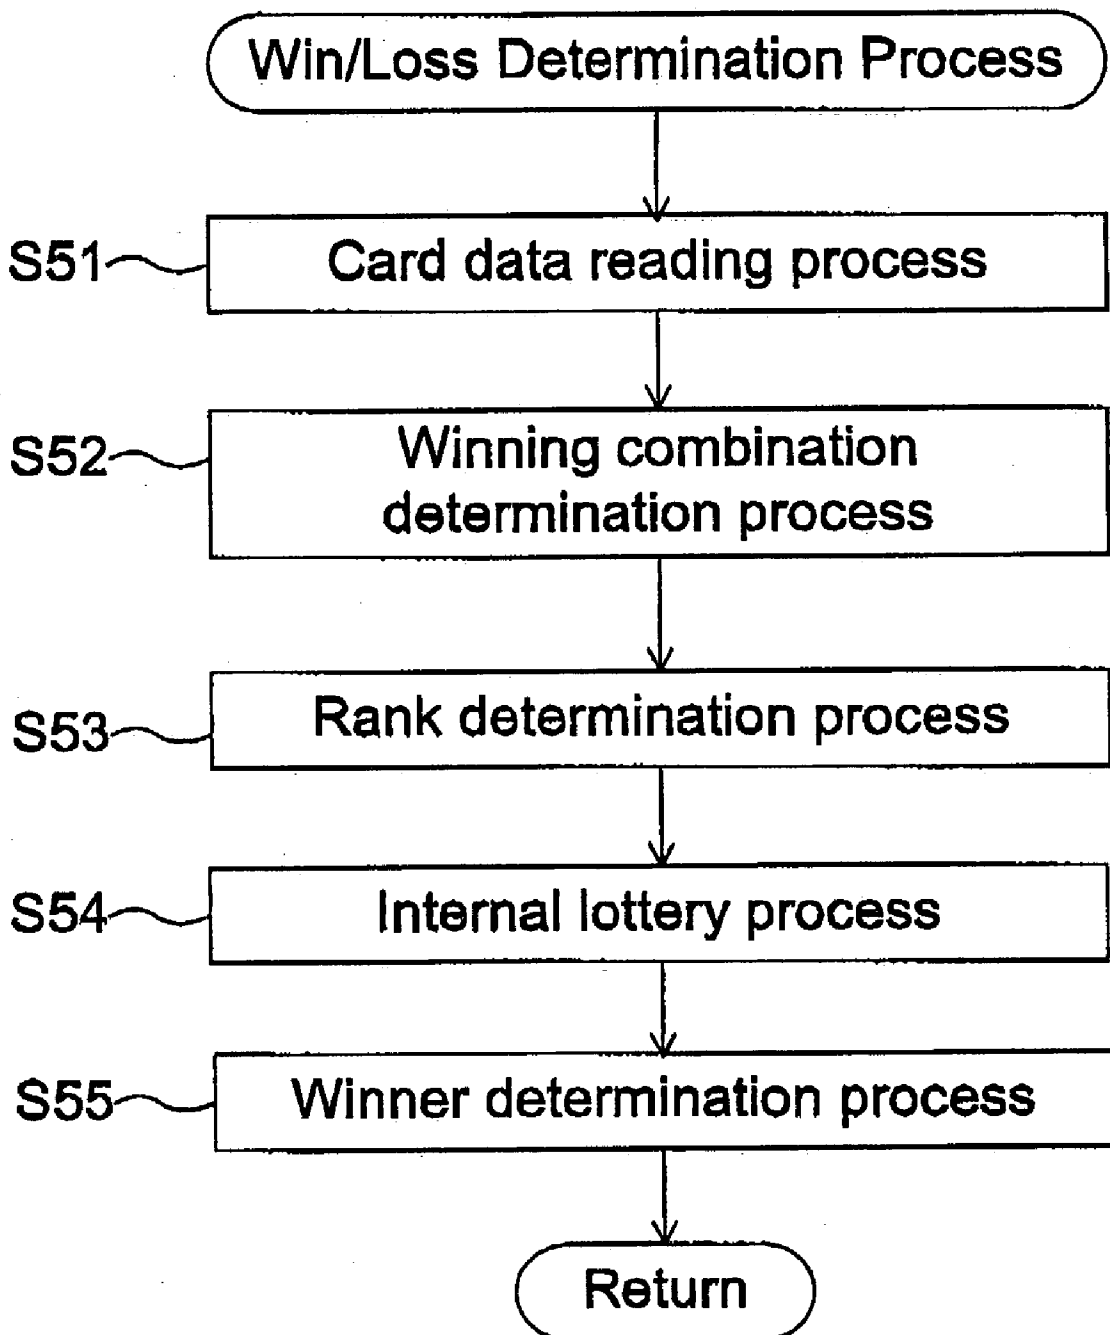 Win/Loss Determination Process
S51
Card data reading process
S52
Winning combination
determination process
S53
Rank determination process
S54
Internal lottery process
S55
Winner determination process
Return